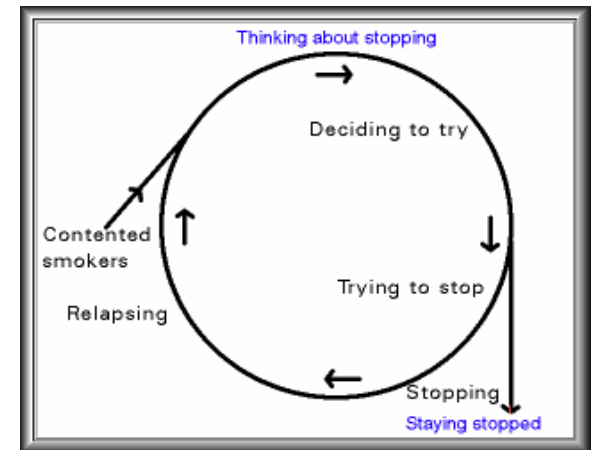 Thinking about stopping
Deciding to try
Contented
smokers
Trying to stop
Relapsing
Stopping
Staying stopped